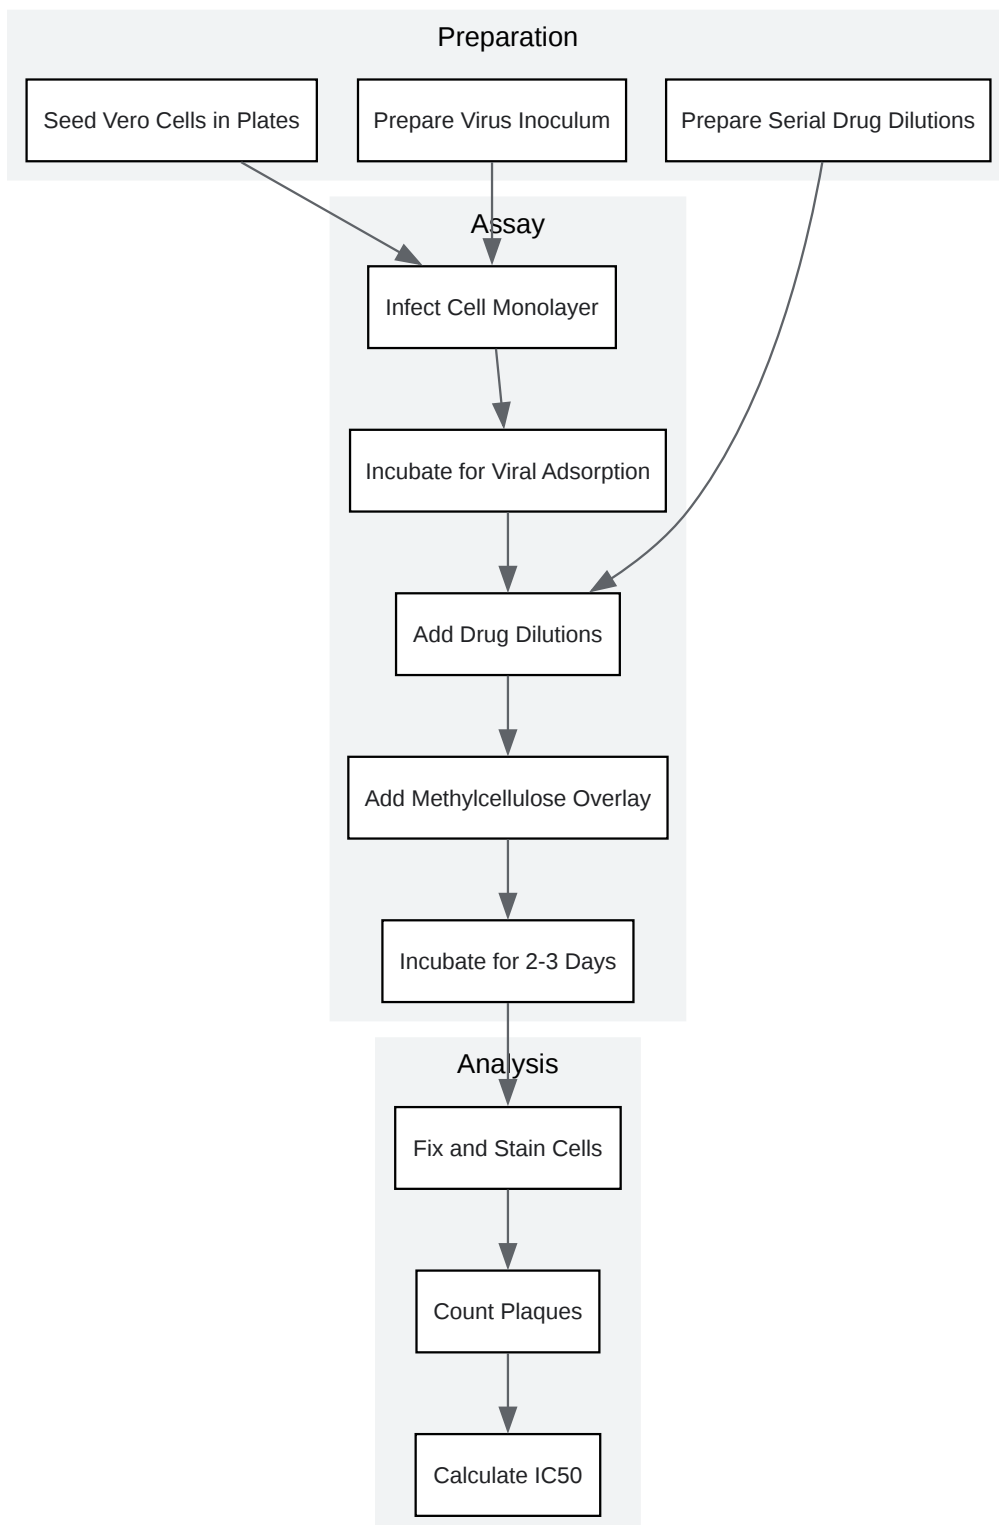 Preparation
Seed Vero Cells in Plates
Prepare Virus Inoculum
Prepare Serial Drug Dilutions
Assay
Infect Cell Monolayer
Incubate for Viral Adsorption
Add Drug Dilutions
Add Methylcellulose Overlay
Incubate for 2-3 Days
Analysis
Fix and Stain Cells
Count Plaques
Calculate IC50